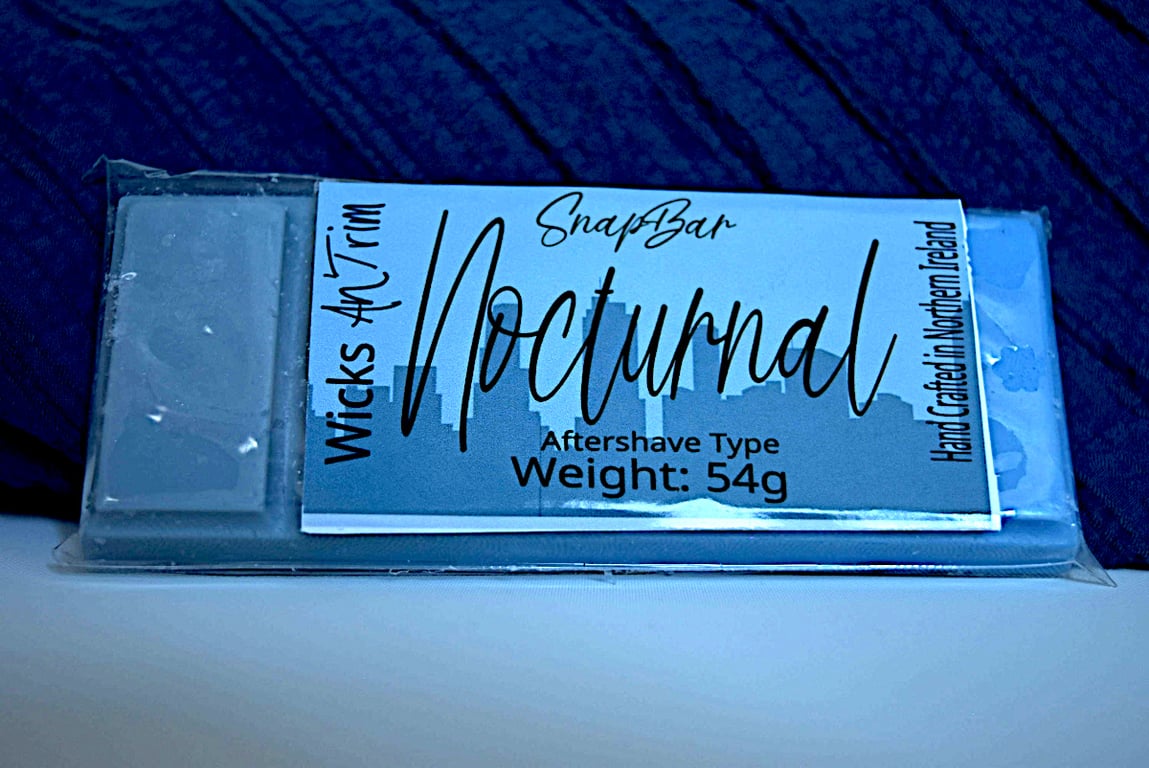 Wicks AnTrim
SnapBar
Nocturnal
Aftershave Type
Weight: 54g
Hand Crafted in Northern Ireland